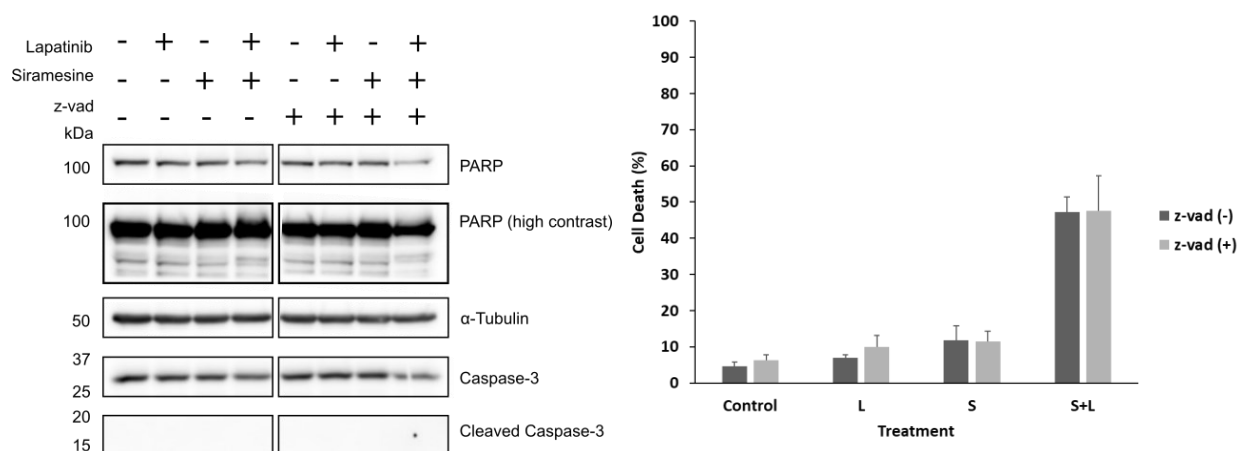 Lapatinib - + - + - + - +
Siramesine - - + + - - + +
z-vad - - - - + + + +
kDa
100 PARP
100 PARP (high contrast)
50 α-Tubulin
37
25 Caspase-3
20
15 Cleaved Caspase-3
100
90
80
70
60
50
40
30
20
10
0
Cell Death (%)
Control L S S+L
Treatment
z-vad (-)
z-vad (+)